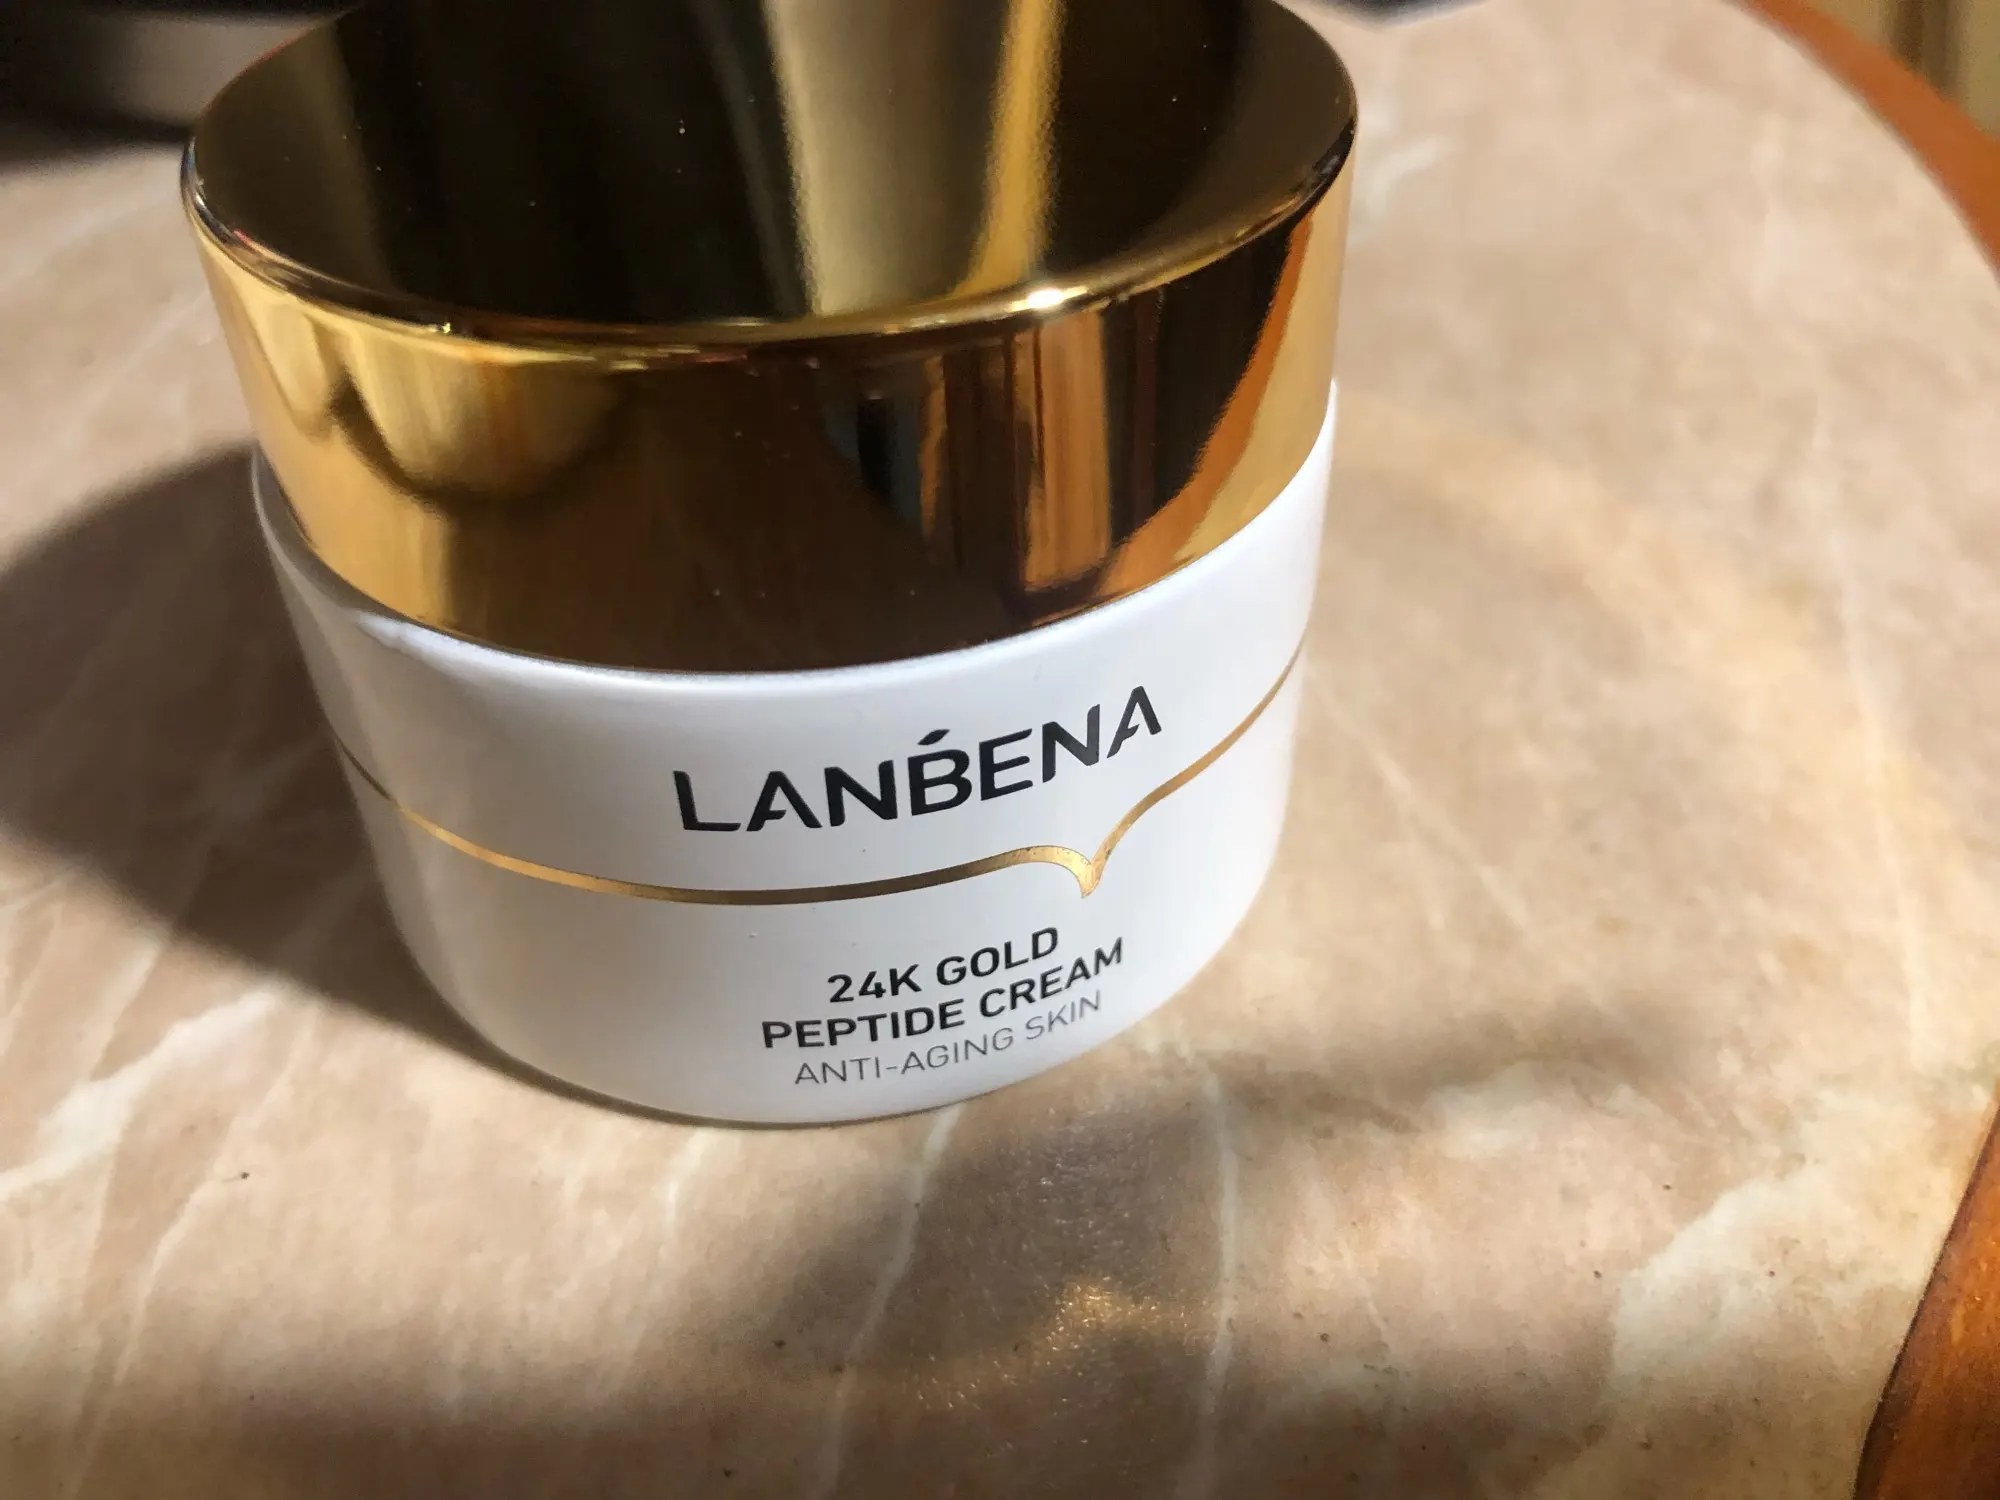 LANBENA
24K GOLD
PEPTIDE CREAM
ANTI-AGING SKIN